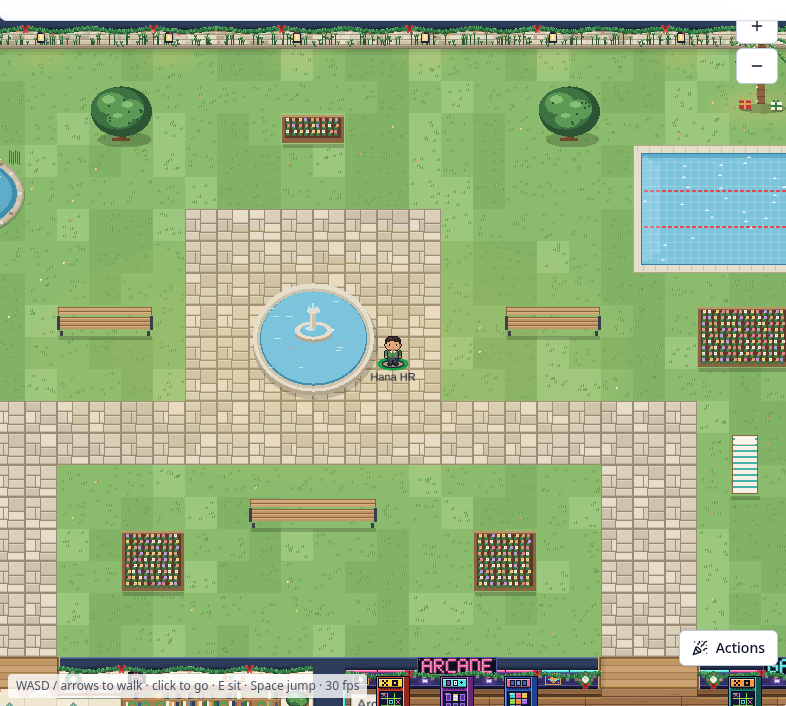 +
−
Hana HR
Actions
ARCADE
WASD / arrows to walk · click to go · E sit · Space jump · 30 fps